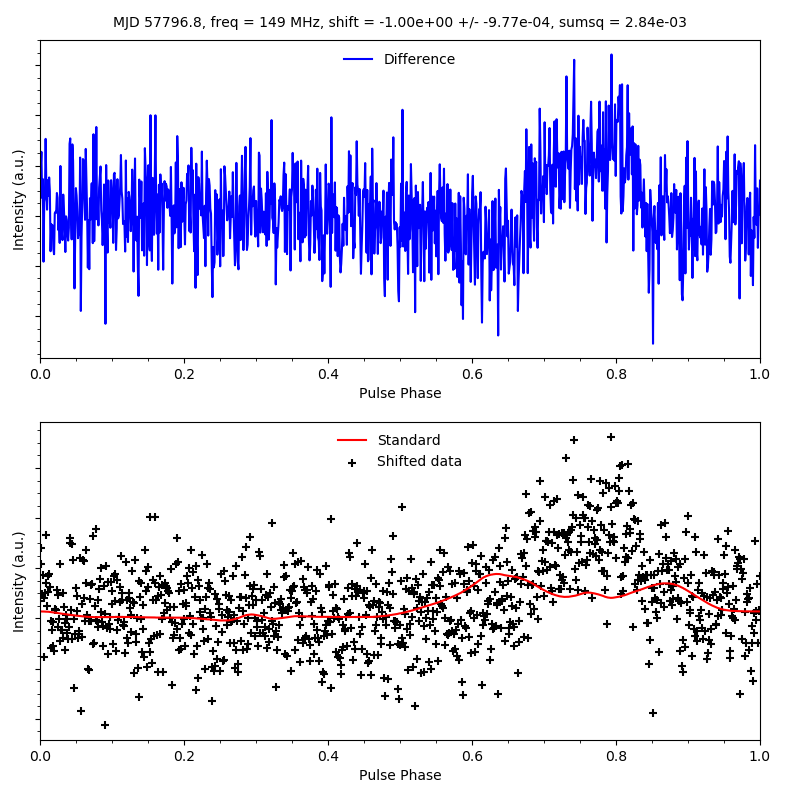 MJD 57796.8, freq = 149 MHz, shift = -1.00e+00 +/- -9.77e-04, sumsq = 2.84e-03
Difference
Intensity (a.u.)
0.0 0.2 0.4 0.6 0.8 1.0
Pulse Phase
Standard
Shifted data
Intensity (a.u.)
0.0 0.2 0.4 0.6 0.8 1.0
Pulse Phase